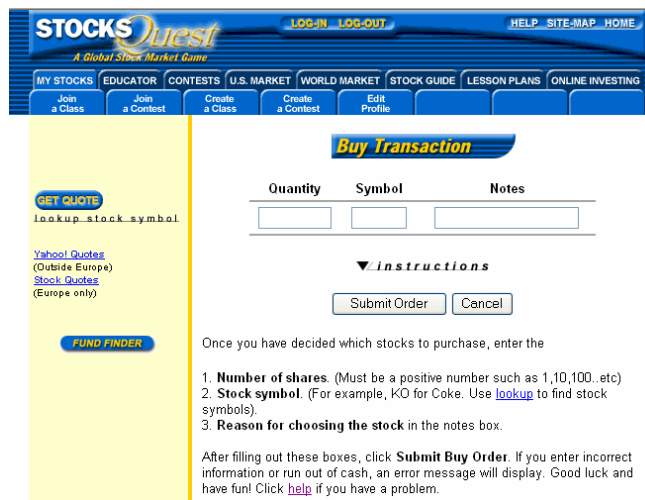 STOCKSQuest
A Global Stock Market Game
LOG-IN LOG-OUT
HELP SITE-MAP HOME
MY STOCKS EDUCATOR CONTESTS U.S. MARKET WORLD MARKET STOCK GUIDE LESSON PLANS ONLINE INVESTING
Join a Class
Join a Contest
Create a Class
Create a Contest
Edit Profile
GET QUOTE
lookup stock symbol
Yahoo! Quotes
(Outside Europe)
Stock Quotes
(Europe only)
FUND FINDER
Buy Transaction
Quantity Symbol Notes
instructions
Submit Order Cancel
Once you have decided which stocks to purchase, enter the
1. Number of shares. (Must be a positive number such as 1,10,100..etc)
2. Stock symbol. (For example, KO for Coke. Use lookup to find stock
symbols).
3. Reason for choosing the stock in the notes box.
After filling out these boxes, click Submit Buy Order. If you enter incorrect
information or run out of cash, an error message will display. Good luck and
have fun! Click help if you have a problem.